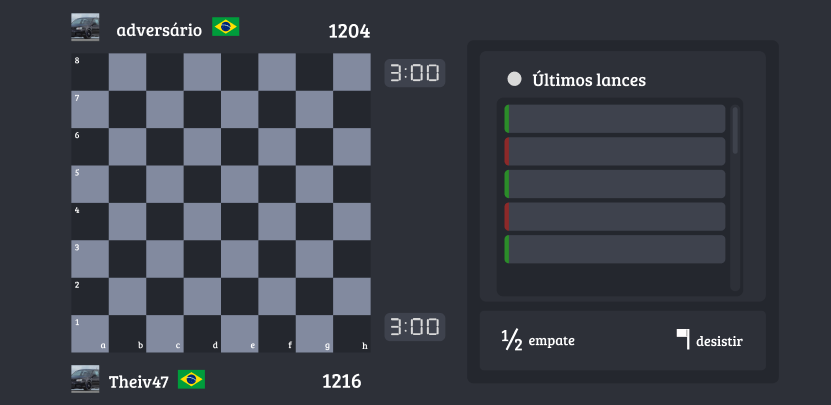 adversário 1204
8
3:00
7
6
5
4
3
2
1
a b c d e f g h
3:00
Theiv47 1216
Últimos lances
½ empate
desistir